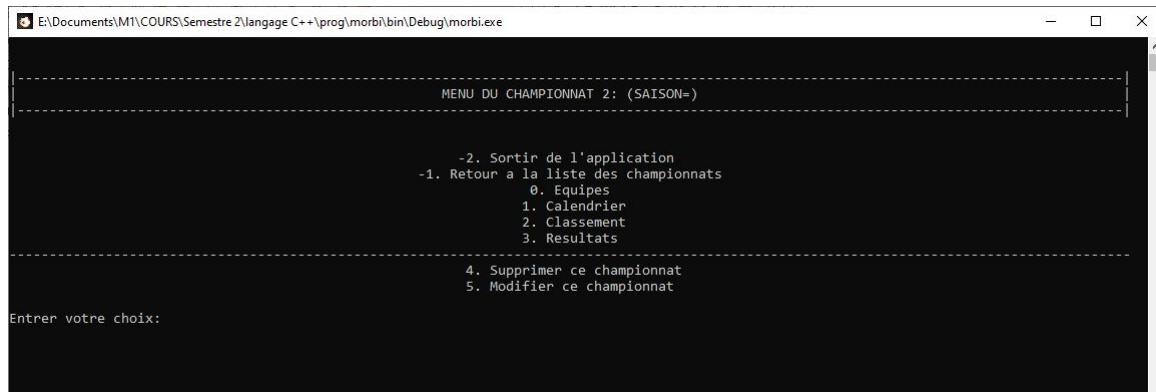 E:\Documents\M1\COURS\Semestre 2\langage C++\prog\morbi\bin\Debug\morbi.exe
MENU DU CHAMPIONNAT 2: (SAISON=)
-2. Sortir de l'application
-1. Retour a la liste des championnats
0. Equipes
1. Calendrier
2. Classement
3. Resultats
4. Supprimer ce championnat
5. Modifier ce championnat
Entrer votre choix: